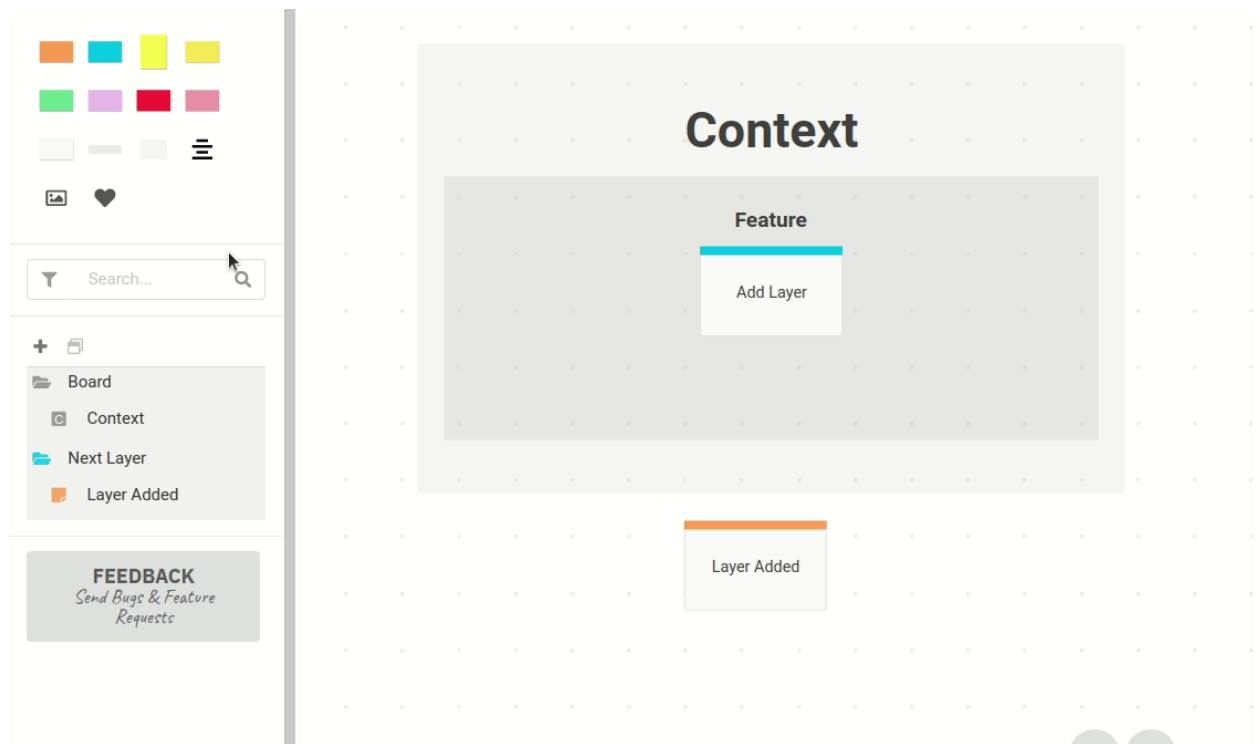 Search...
Board
Context
Next Layer
Layer Added
FEEDBACK
Send Bugs & Feature
Requests
Context
Feature
Add Layer
Layer Added